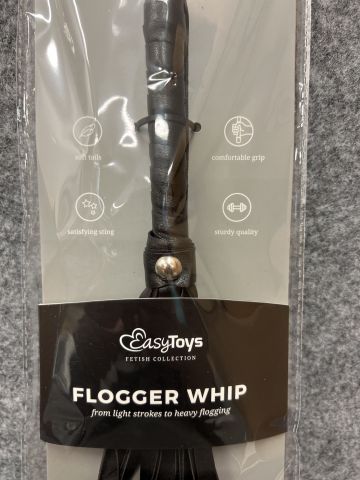 soft tails
comfortable grip
satisfying sting
sturdy quality
EasyToys
FETISH COLLECTION
FLOGGER WHIP
from light strokes to heavy flogging